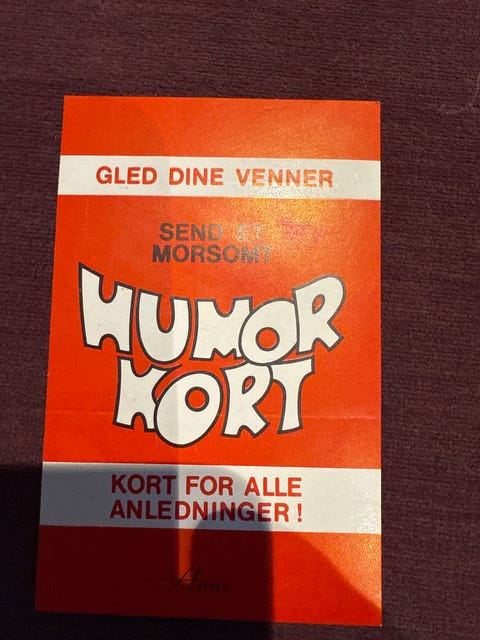 GLED DINE VENNER
SEND ET
MORSOMT
HUMOR
KORT
KORT FOR ALLE
ANLEDNINGER!